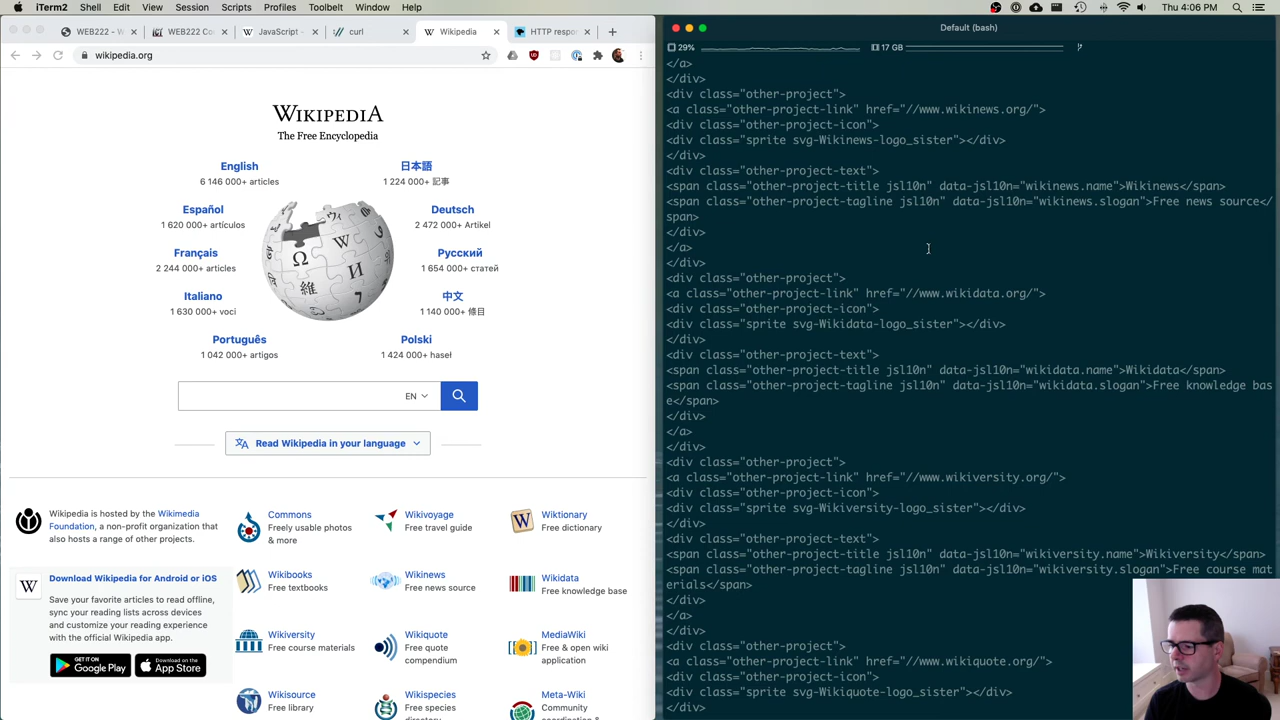 iTerm2 Shell Edit View Session Scripts Profiles Toolbelt Window Help
Thu 4:06 PM
WEB222 - W
WEB222 Co
JavaScript -
curl
Wikipedia
HTTP respo
wikipedia.org
WIKIPEDIA
The Free Encyclopedia
English
6 146 000+ articles
日本語
1 224 000+ 記事
Español
1 620 000+ artículos
Deutsch
2 472 000+ Artikel
Français
2 244 000+ articles
Русский
1 654 000+ статей
Italiano
1 630 000+ voci
中文
1 140 000+ 條目
Português
1 042 000+ artigos
Polski
1 424 000+ haseł
EN
Read Wikipedia in your language
Wikipedia is hosted by the Wikimedia
Foundation, a non-profit organization that
also hosts a range of other projects.
Download Wikipedia for Android or iOS
Save your favorite articles to read offline,
sync your reading lists across devices
and customize your reading experience
with the official Wikipedia app.
GET IT ON
Google Play
Download on the
App Store
Commons
Freely usable photos
& more
Wikivoyage
Free travel guide
Wiktionary
Free dictionary
Wikibooks
Free textbooks
Wikinews
Free news source
Wikidata
Free knowledge base
Wikiversity
Free course materials
Wikiquote
Free quote
compendium
MediaWiki
Free & open wiki
application
Wikisource
Free library
Wikispecies
Free species
directory
Meta-Wiki
Community
coordination &
Default (bash)
29%
17 GB
</a>
</div>
<div class="other-project">
<a class="other-project-link" href="//www.wikinews.org/">
<div class="other-project-icon">
<div class="sprite svg-Wikinews-logo_sister"></div>
</div>
<div class="other-project-text">
<span class="other-project-title jsl10n" data-jsl10n="wikinews.name">Wikinews</span>
<span class="other-project-tagline jsl10n" data-jsl10n="wikinews.slogan">Free news source</
span>
</div>
</a>
</div>
<div class="other-project">
<a class="other-project-link" href="//www.wikidata.org/">
<div class="other-project-icon">
<div class="sprite svg-Wikidata-logo_sister"></div>
</div>
<div class="other-project-text">
<span class="other-project-title jsl10n" data-jsl10n="wikidata.name">Wikidata</span>
<span class="other-project-tagline jsl10n" data-jsl10n="wikidata.slogan">Free knowledge bas
e</span>
</div>
</a>
</div>
<div class="other-project">
<a class="other-project-link" href="//www.wikiversity.org/">
<div class="other-project-icon">
<div class="sprite svg-Wikiversity-logo_sister"></div>
</div>
<div class="other-project-text">
<span class="other-project-title jsl10n" data-jsl10n="wikiversity.name">Wikiversity</span>
<span class="other-project-tagline jsl10n" data-jsl10n="wikiversity.slogan">Free course mat
erials</span>
</div>
</a>
</div>
<div class="other-project">
<a class="other-project-link" href="//www.wikiquote.org/">
<div class="other-project-icon">
<div class="sprite svg-Wikiquote-logo_sister"></div>
</div>